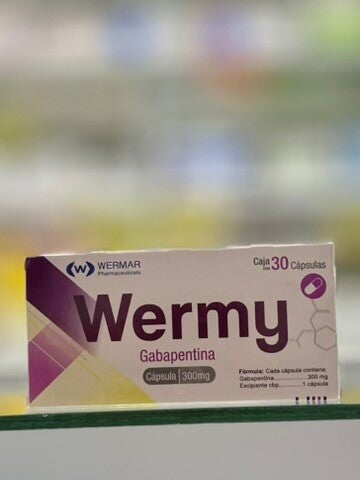 WERMAR
Pharmaceuticals
Caja con 30 Cápsulas
Wermy
Gabapentina
Cápsula 300mg
Fórmula: Cada cápsula contiene:
Gabapentina..................300 mg
Excipiente cbp..............1 cápsula